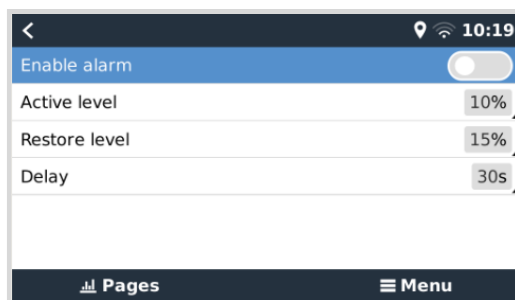 10:19
Enable alarm
Active level 10%
Restore level 15%
Delay 30s
Pages Menu